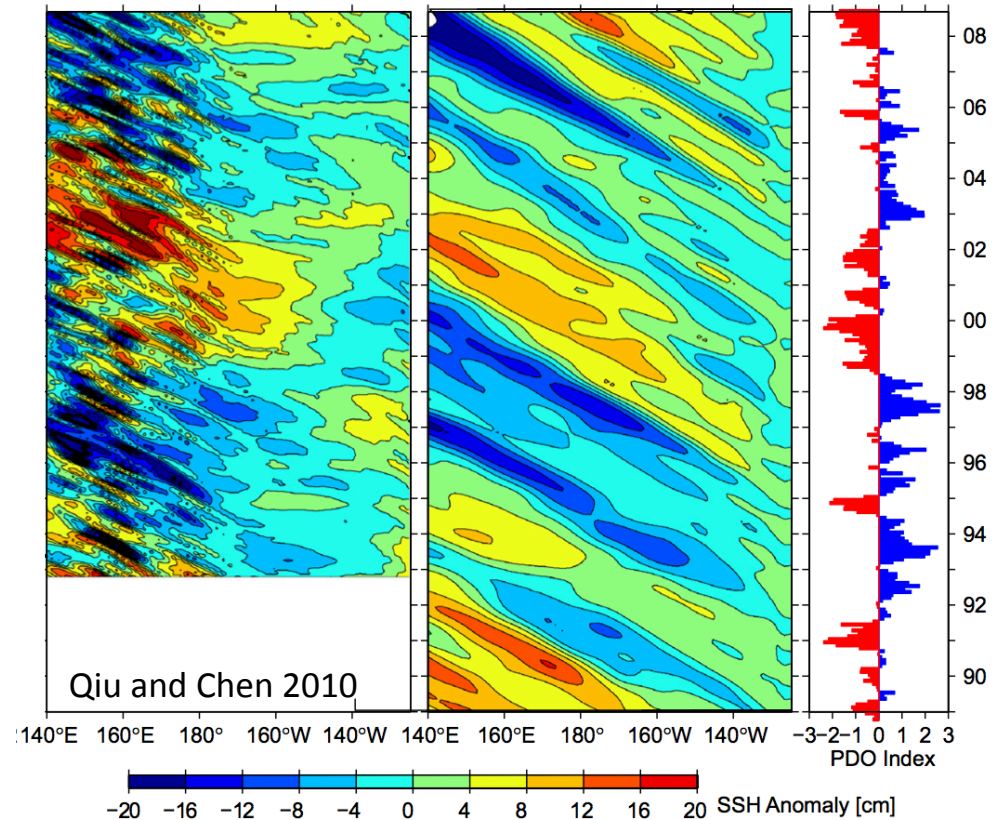 08
06
04
02
00
98
96
94
92
90
Qiu and Chen 2010
140°E 160°E 180° 160°W 140°W
140°E 160°E 180° 160°W 140°W
−3−2−1 0 1 2 3
PDO Index
−20 −16 −12 −8 −4 0 4 8 12 16 20 SSH Anomaly [cm]